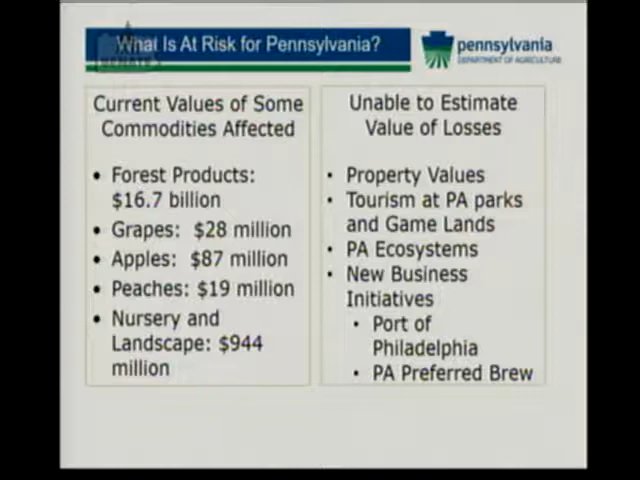 What Is At Risk for Pennsylvania?
SENATE
pennsylvania
DEPARTMENT OF AGRICULTURE
Current Values of Some
Commodities Affected
• Forest Products:
$16.7 billion
• Grapes: $28 million
• Apples: $87 million
• Peaches: $19 million
• Nursery and
Landscape: $944
million
Unable to Estimate
Value of Losses
• Property Values
• Tourism at PA parks
and Game Lands
• PA Ecosystems
• New Business
Initiatives
• Port of
Philadelphia
• PA Preferred Brew